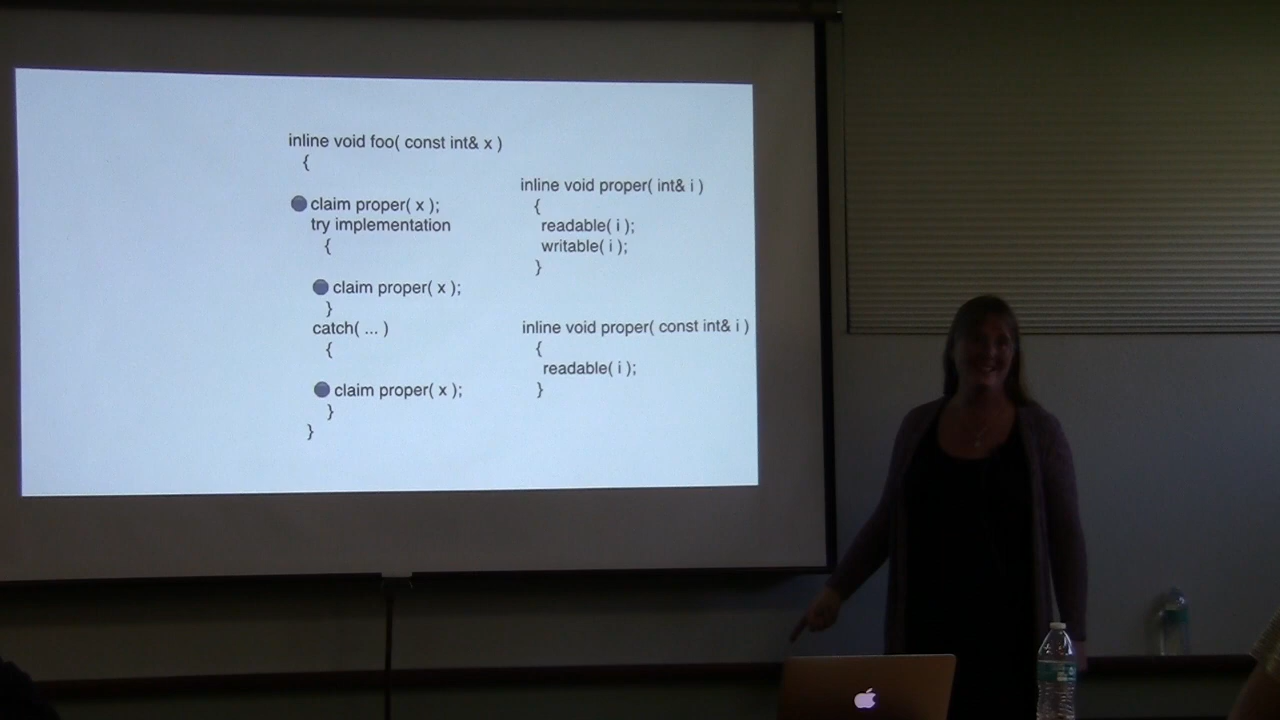 inline void foo( const int& x )
{
claim proper( x );
try implementation
{
claim proper( x );
}
catch( ... )
{
claim proper( x );
}
}
inline void proper( int& i )
{
readable( i );
writable( i );
}
inline void proper( const int& i )
{
readable( i );
}